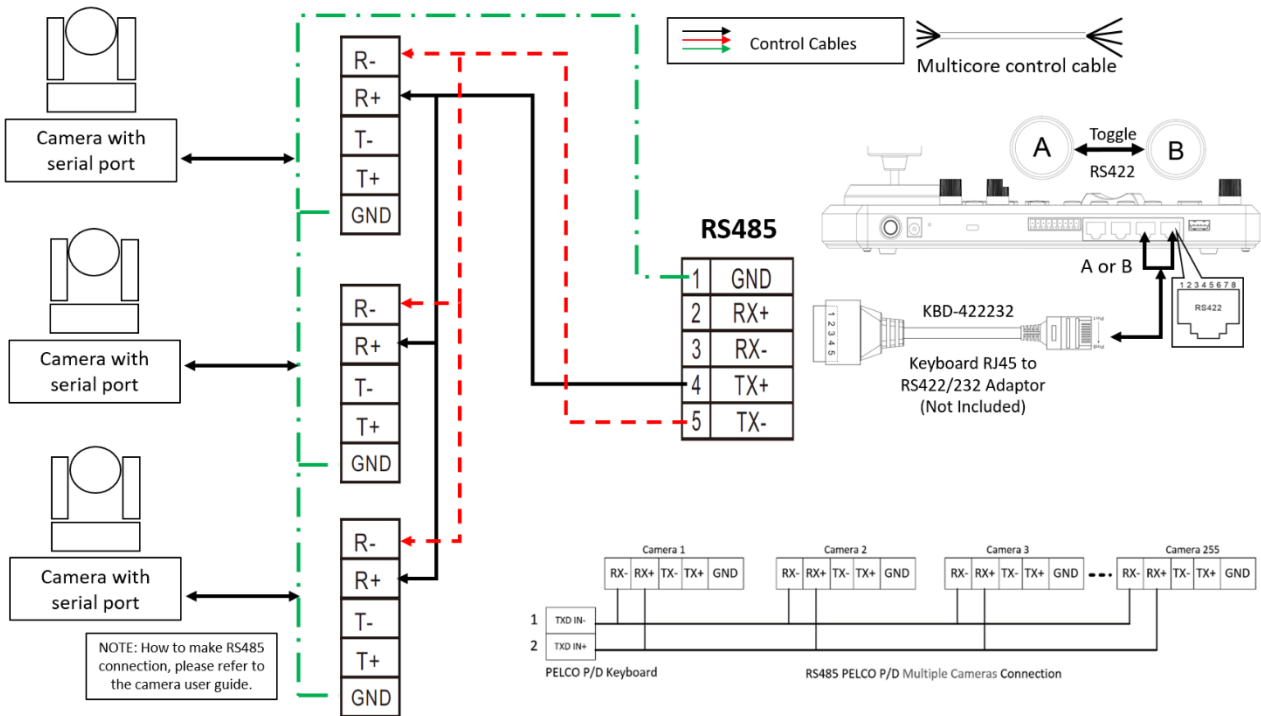 Control Cables
Multicore control cable
Camera with
serial port
R-
R+
T-
T+
GND
A
Toggle
RS422
B
A or B
1 2 3 4 5 6 7 8
RS422
RS485
1 GND
2 RX+
3 RX-
4 TX+
5 TX-
1 2 3 4 5
KBD-422232
Keyboard RJ45 to
RS422/232 Adaptor
(Not Included)
Camera with
serial port
R-
R+
T-
T+
GND
Camera with
serial port
R-
R+
T-
T+
GND
NOTE: How to make RS485
connection, please refer to
the camera user guide.
Camera 1 Camera 2 Camera 3 Camera 255
RX- RX+ TX- TX+ GND RX- RX+ TX- TX+ GND RX- RX+ TX- TX+ GND RX- RX+ TX- TX+ GND
1 TXD IN-
2 TXD IN+
PELCO P/D Keyboard
RS485 PELCO P/D Multiple Cameras Connection